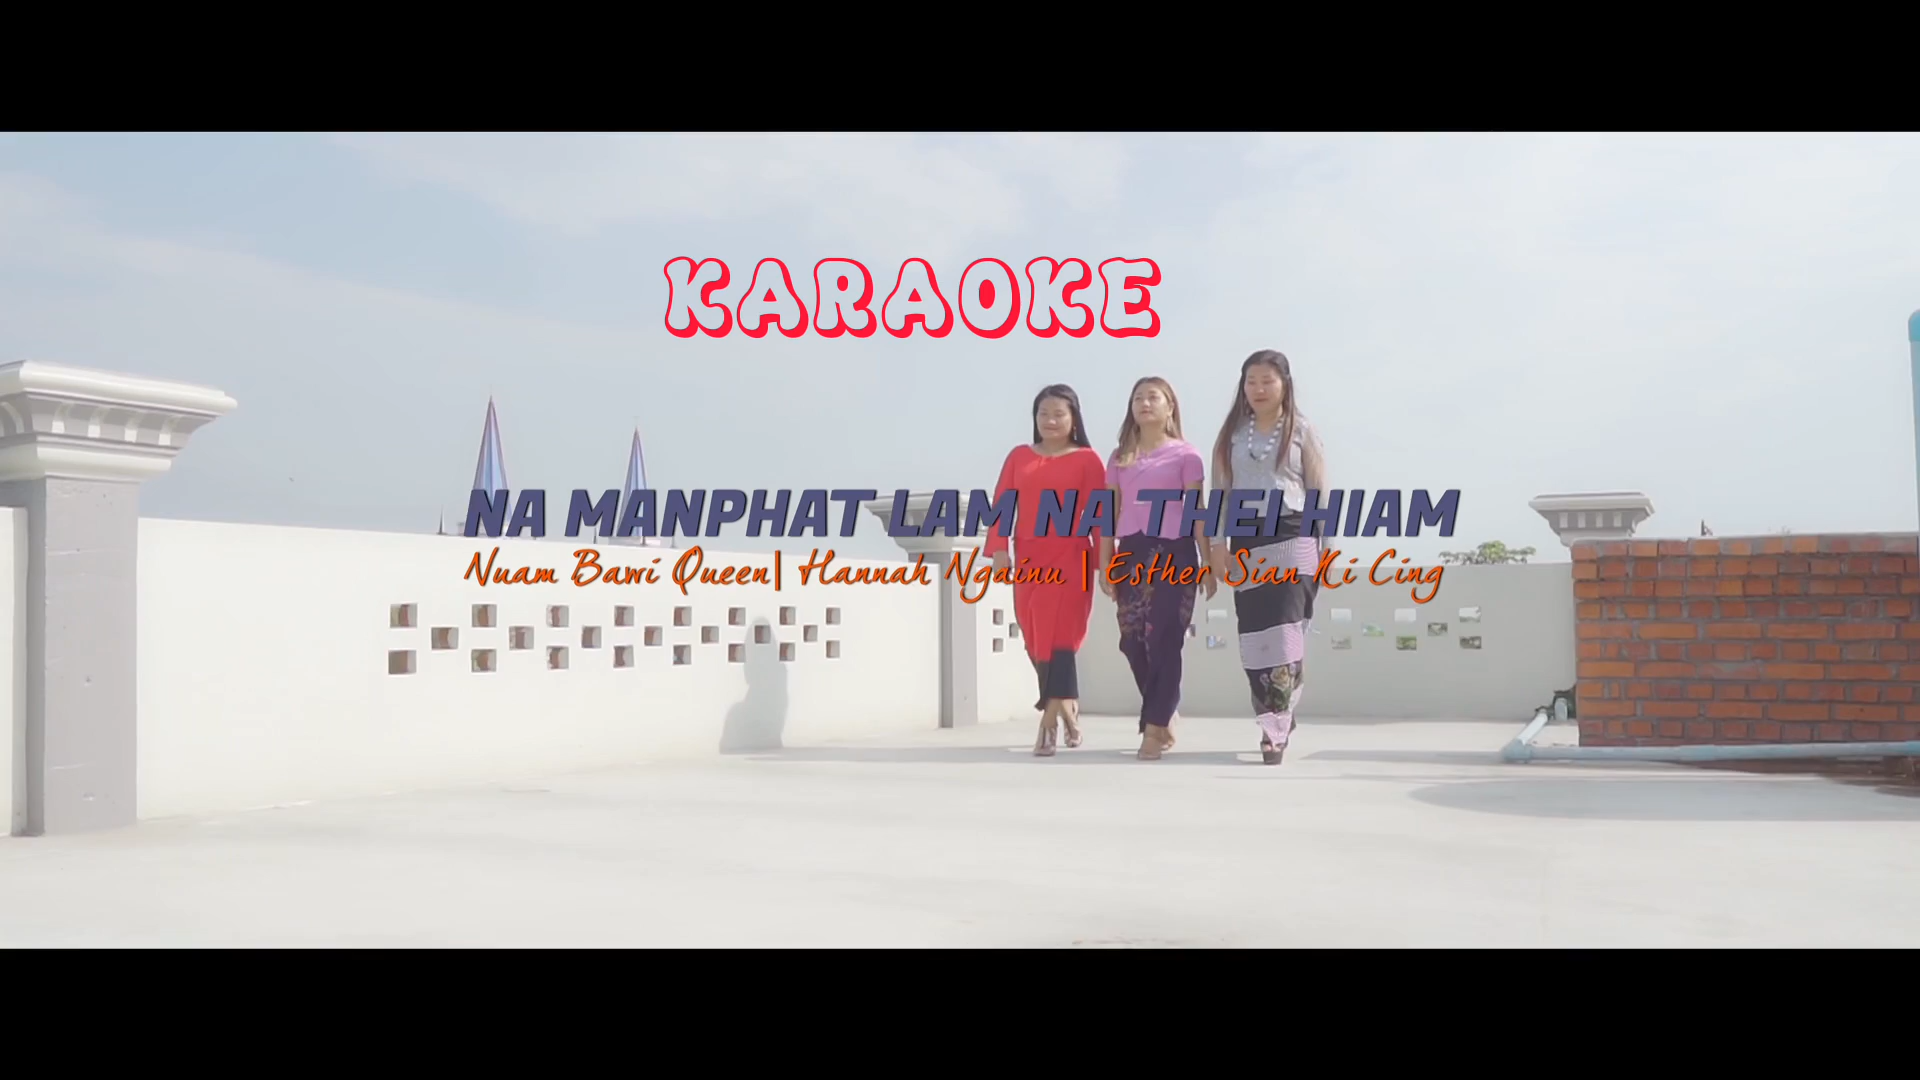 KARAOKE
NA MANPHAT LAM NA THEI HIAM
Nuam Bawi Queen| Hannah Ngainu | Esther Sian Ki Cing